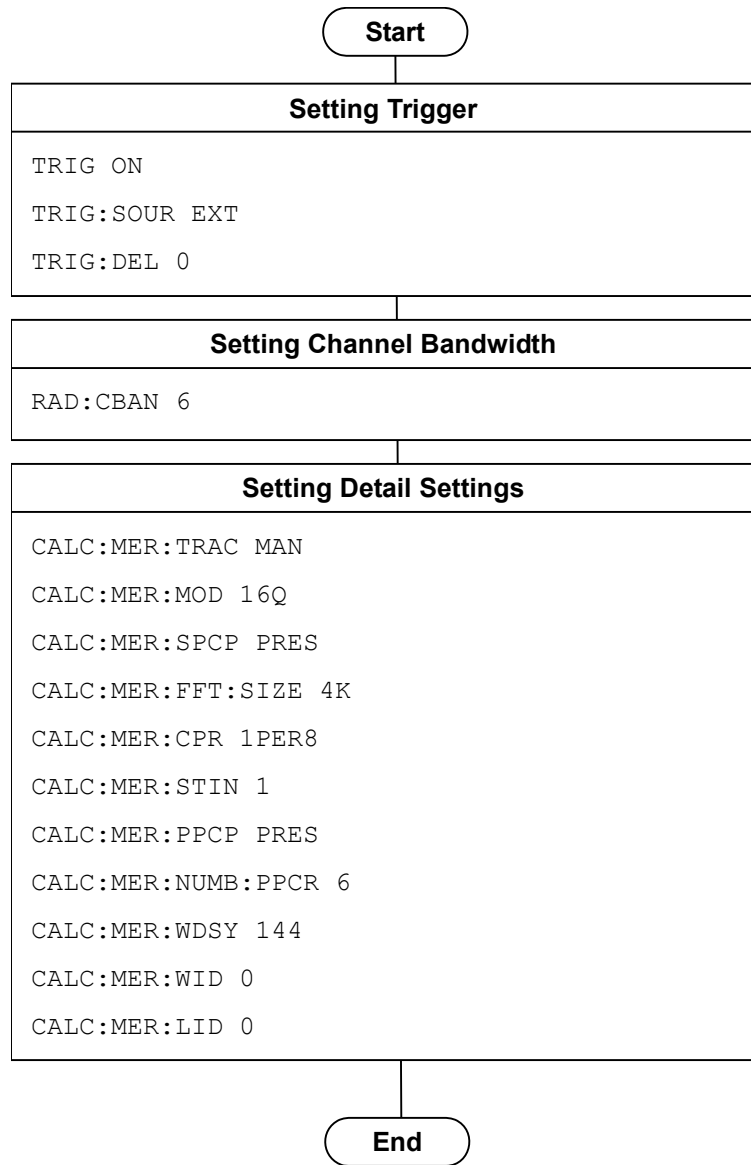 Start
Setting Trigger
TRIG ON
TRIG:SOUR EXT
TRIG:DEL 0
Setting Channel Bandwidth
RAD:CBAN 6
Setting Detail Settings
CALC:MER:TRAC MAN
CALC:MER:MOD 16Q
CALC:MER:SPCP PRES
CALC:MER:FFT:SIZE 4K
CALC:MER:CPR 1PER8
CALC:MER:STIN 1
CALC:MER:PPCP PRES
CALC:MER:NUMB:PPCR 6
CALC:MER:WDSY 144
CALC:MER:WID 0
CALC:MER:LID 0
End